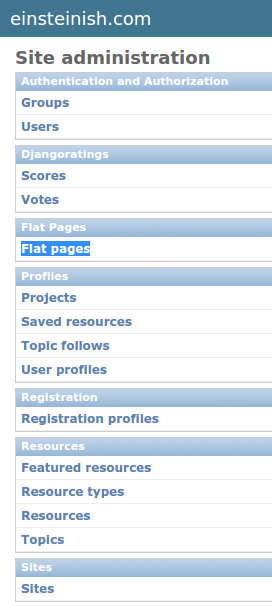 einsteinish.com
Site administration
Authentication and Authorization
Groups
Users
Djangoratings
Scores
Votes
Flat Pages
Flat pages
Profiles
Projects
Saved resources
Topic follows
User profiles
Registration
Registration profiles
Resources
Featured resources
Resource types
Resources
Topics
Sites
Sites